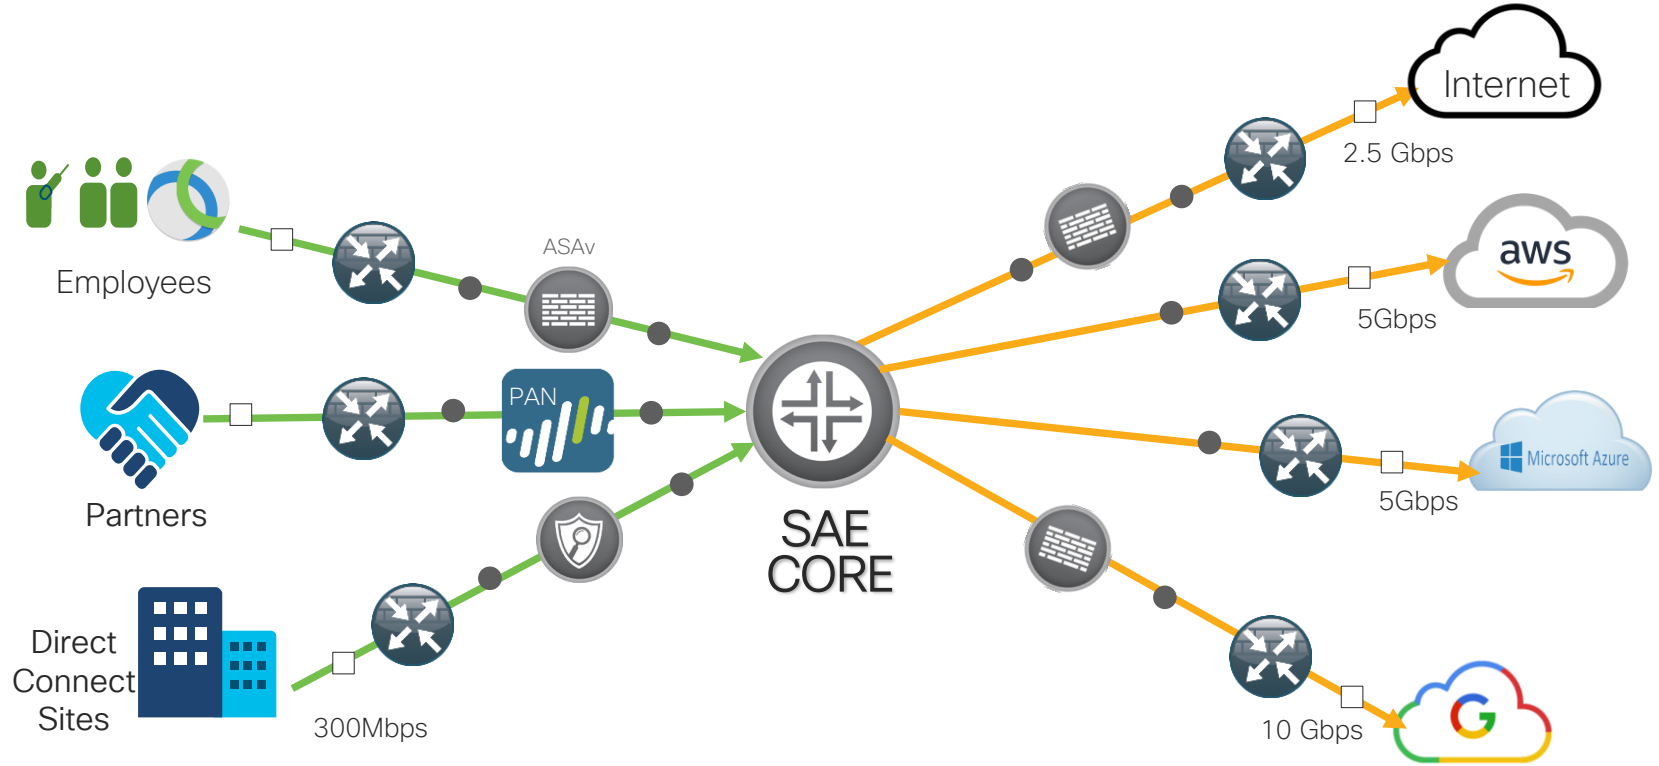 Internet
2.5 Gbps
aws
5Gbps
ASAv
Employees
PAN
Microsoft Azure
5Gbps
Partners
SAE
CORE
Direct
Connect
Sites
300Mbps
G
10 Gbps